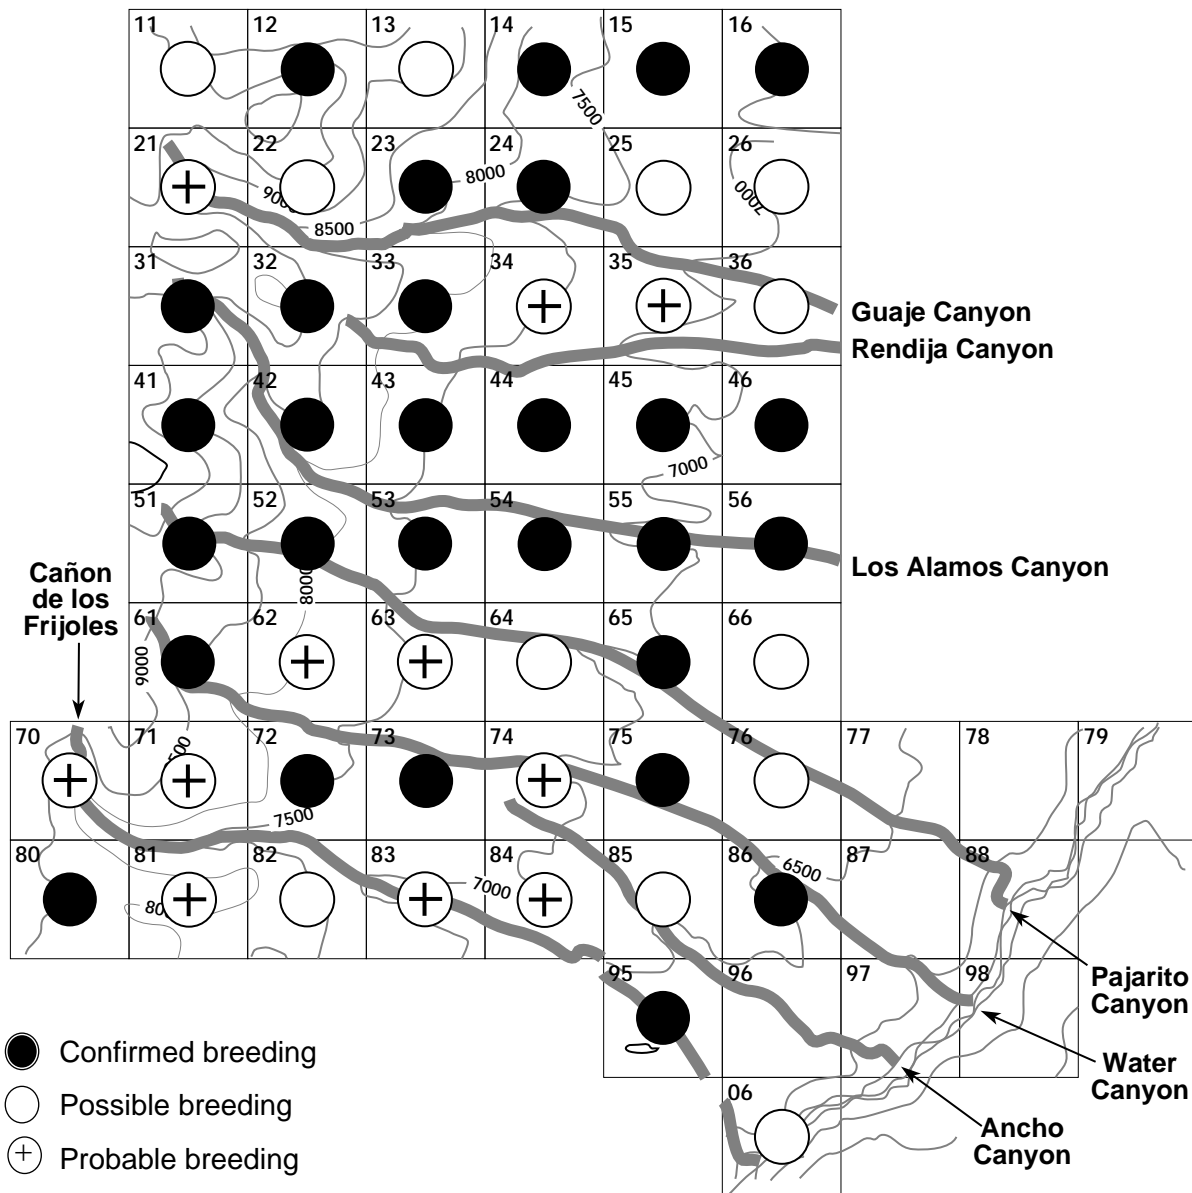 11 12 13 14 15 16
7500
21 22 23 24 25 26
8000
9000
7000
8500
31 32 33 34 35 36
Guaje Canyon
Rendija Canyon
41 42 43 44 45 46
7000
51 52 53 54 55 56
Los Alamos Canyon
Cañon
de los
Frijoles
8000
61 62 63 64 65 66
9000
70 71 72 73 74 75 76 77 78 79
7500
80 81 82 83 84 85 86 87 88
6500
7000
95 96 97 98
Pajarito
Canyon
Water
Canyon
06
Ancho
Canyon
Confirmed breeding
Possible breeding
Probable breeding